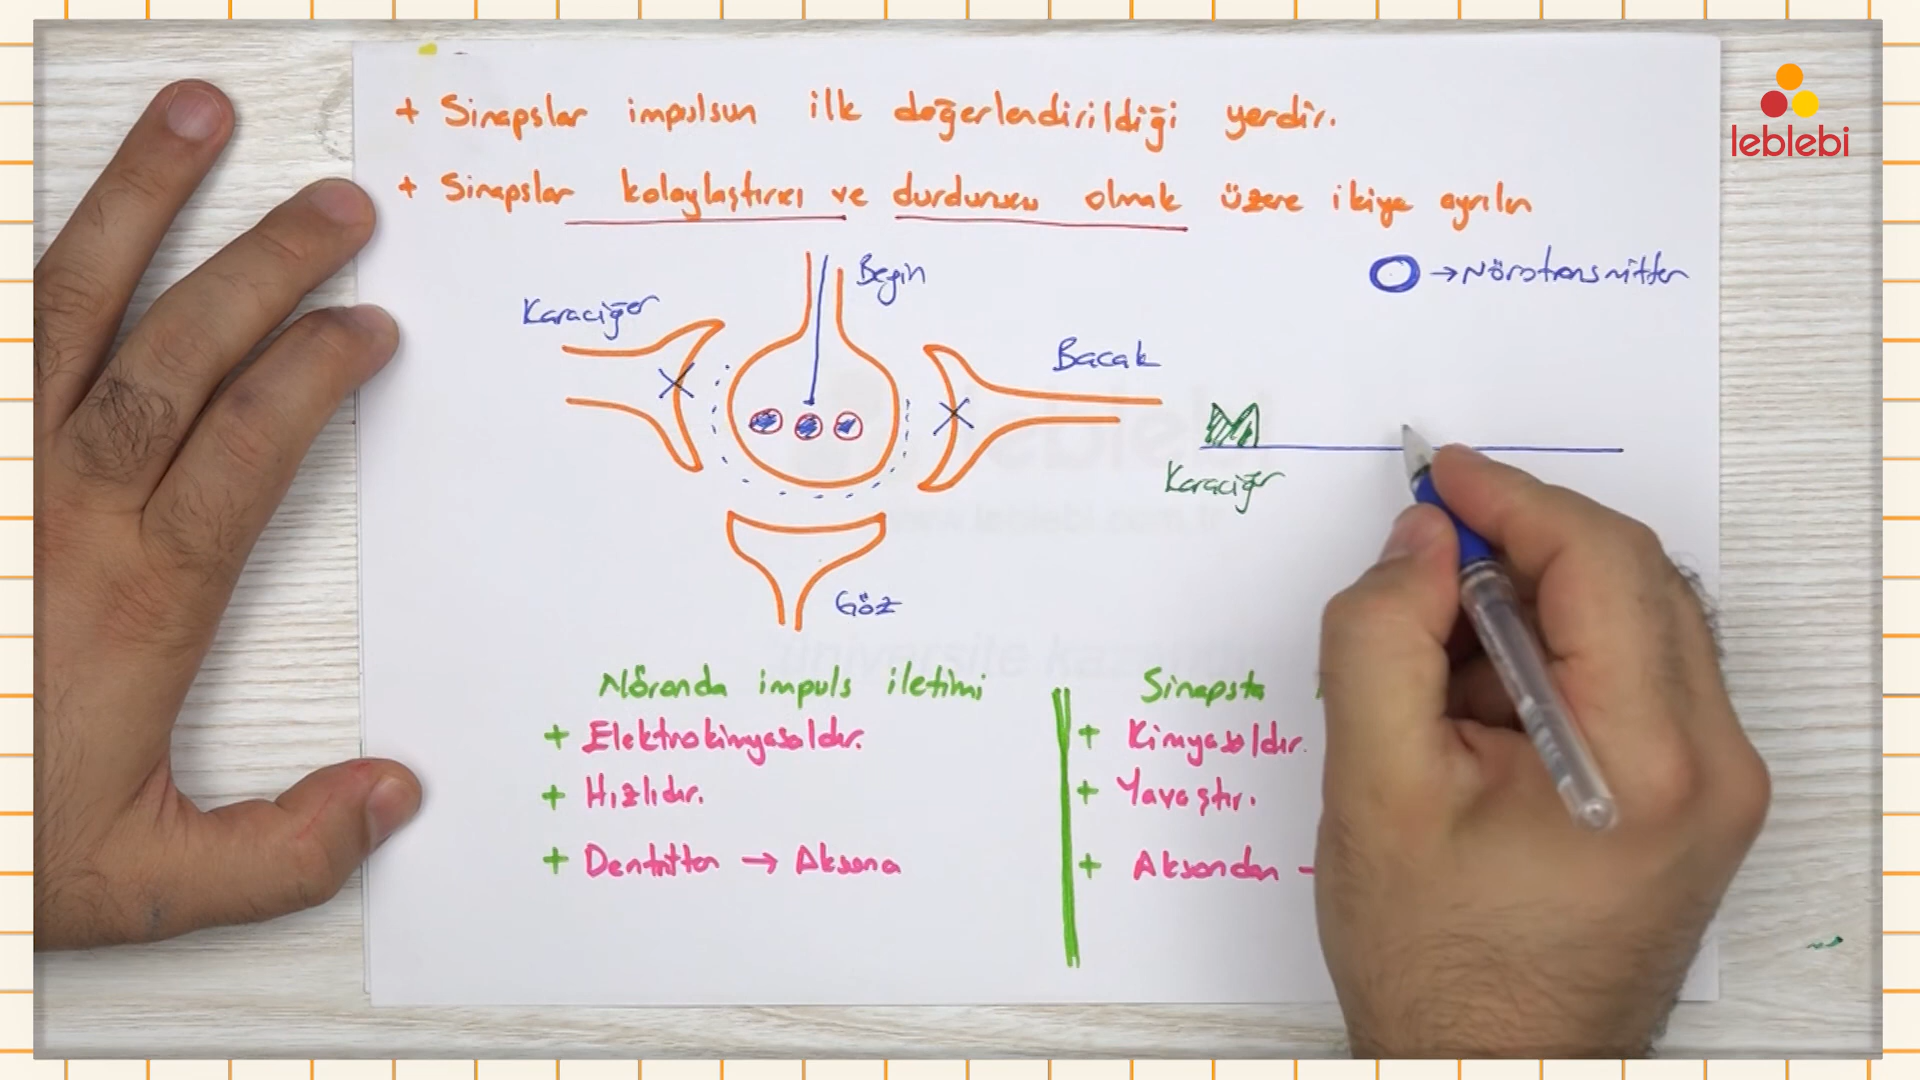 + Sinapslar impulsun ilk değerlendirildiği yerdir.
leblebi
+ Sinapslar kolaylaştırıcı ve durdurucu olmak üzere ikiye ayrılır
Beyin
→ Nörotransmitter
Karaciğer
Bacak
Karaciğer
Göz
Nöronda impuls iletimi
+ Elektrokimyasaldır.
+ Hızlıdır.
+ Dentritten → Aksona
Sinapsta
+ Kimyasaldır.
+ Yavaştır.
+ Aksondan